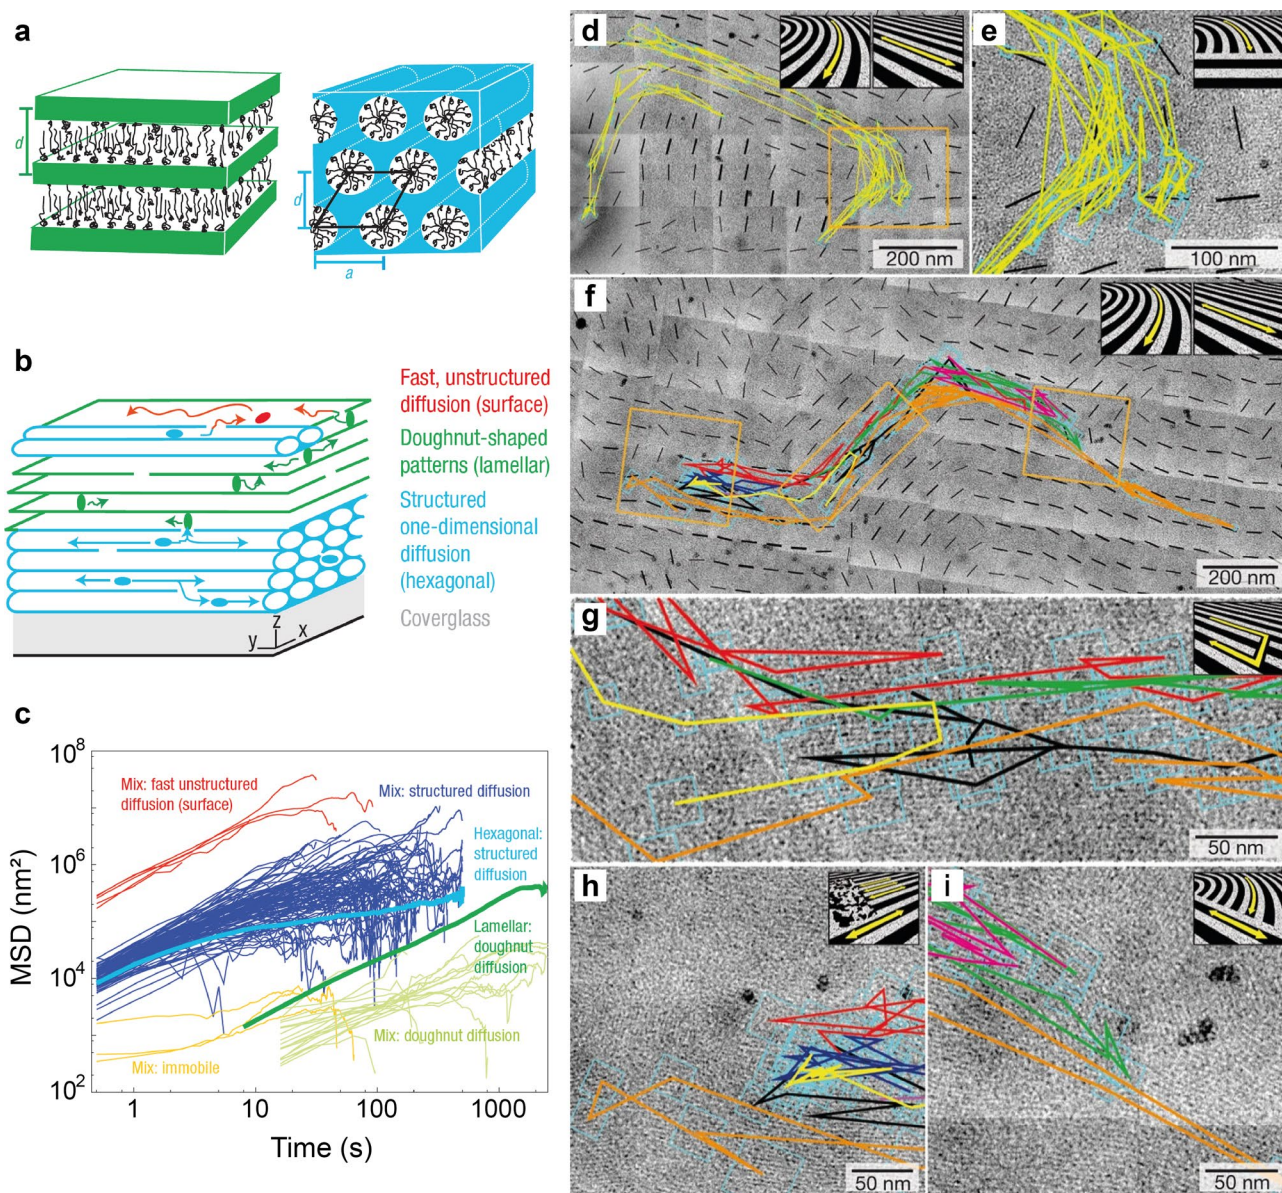 a
d
d
a
b
Fast, unstructured
diffusion (surface)
Doughnut-shaped
patterns (lamellar)
Structured
one-dimensional
diffusion
(hexagonal)
Coverglass
z
y
x
c
MSD (nm²)
10⁸
10⁶
10⁴
10²
Mix: fast unstructured
diffusion (surface)
Mix: structured diffusion
Hexagonal:
structured
diffusion
Lamellar:
doughnut
diffusion
Mix: doughnut diffusion
Mix: immobile
1
10
100
1000
Time (s)
d
200 nm
e
100 nm
f
200 nm
g
50 nm
h
50 nm
i
50 nm